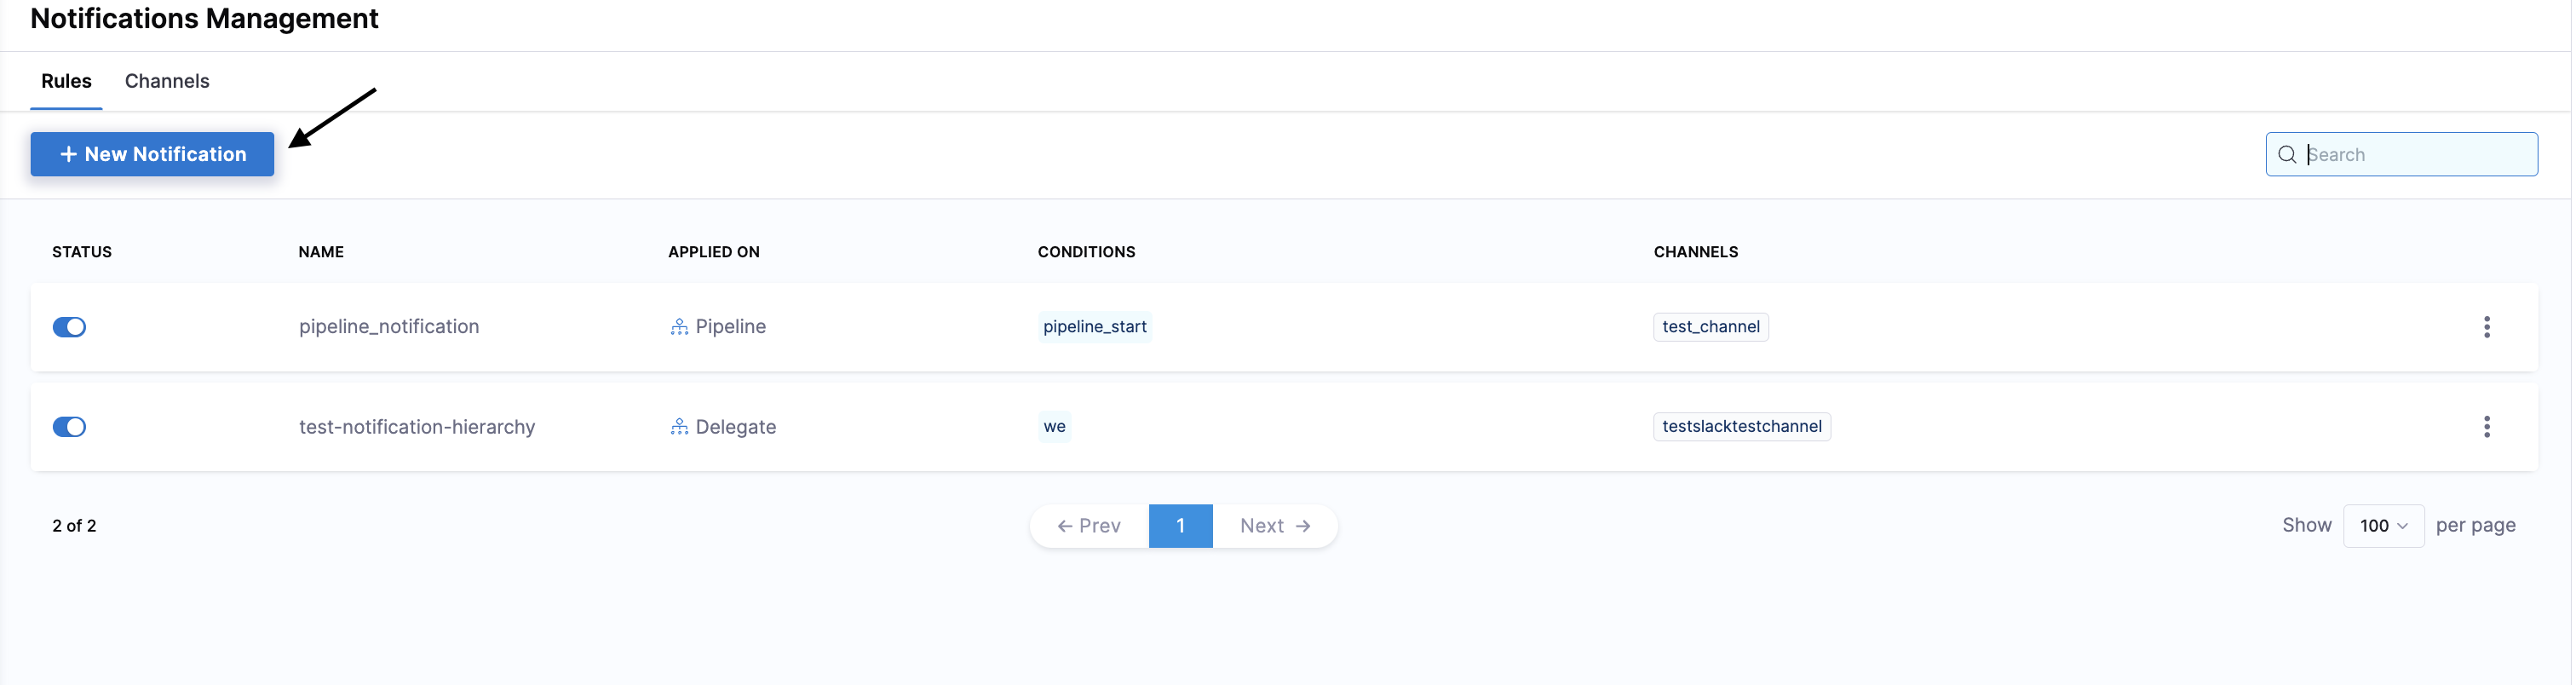 Notifications Management
Rules Channels
+ New Notification Search
STATUS NAME APPLIED ON CONDITIONS CHANNELS
pipeline_notification Pipeline pipeline_start test_channel
test-notification-hierarchy Delegate we testslacktestchannel
2 of 2 ← Prev 1 Next → Show 100 per page